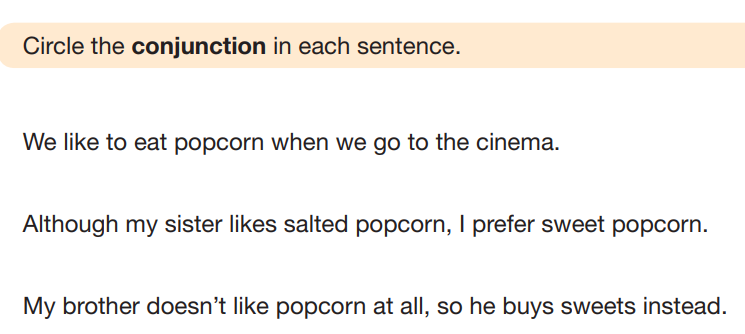 Circle the conjunction in each sentence.
We like to eat popcorn when we go to the cinema.
Although my sister likes salted popcorn, I prefer sweet popcorn.
My brother doesn’t like popcorn at all, so he buys sweets instead.